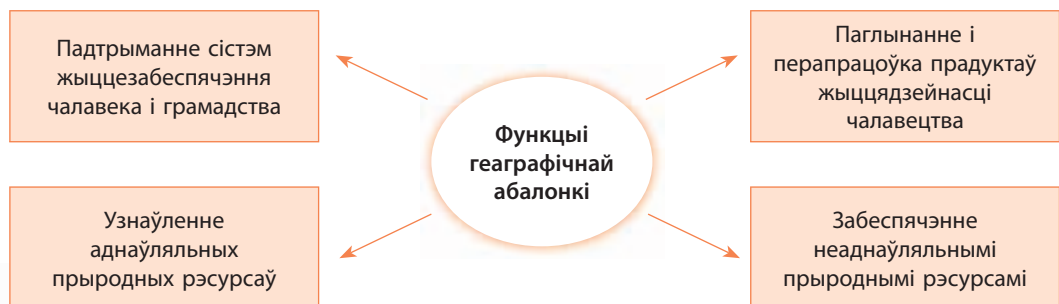 Падтрыманне сістэм
жыццезабеспячэння
чалавека і грамадства
Паглынанне і
перапрацоўка прадуктаў
жыццядзейнасці
чалавецтва
Функцыі
геаграфічнай
абалонкі
Узнаўленне
аднаўляльных
прыродных рэсурсаў
Забеспячэнне
неаднаўляльнымі
прыроднымі рэсурсамі